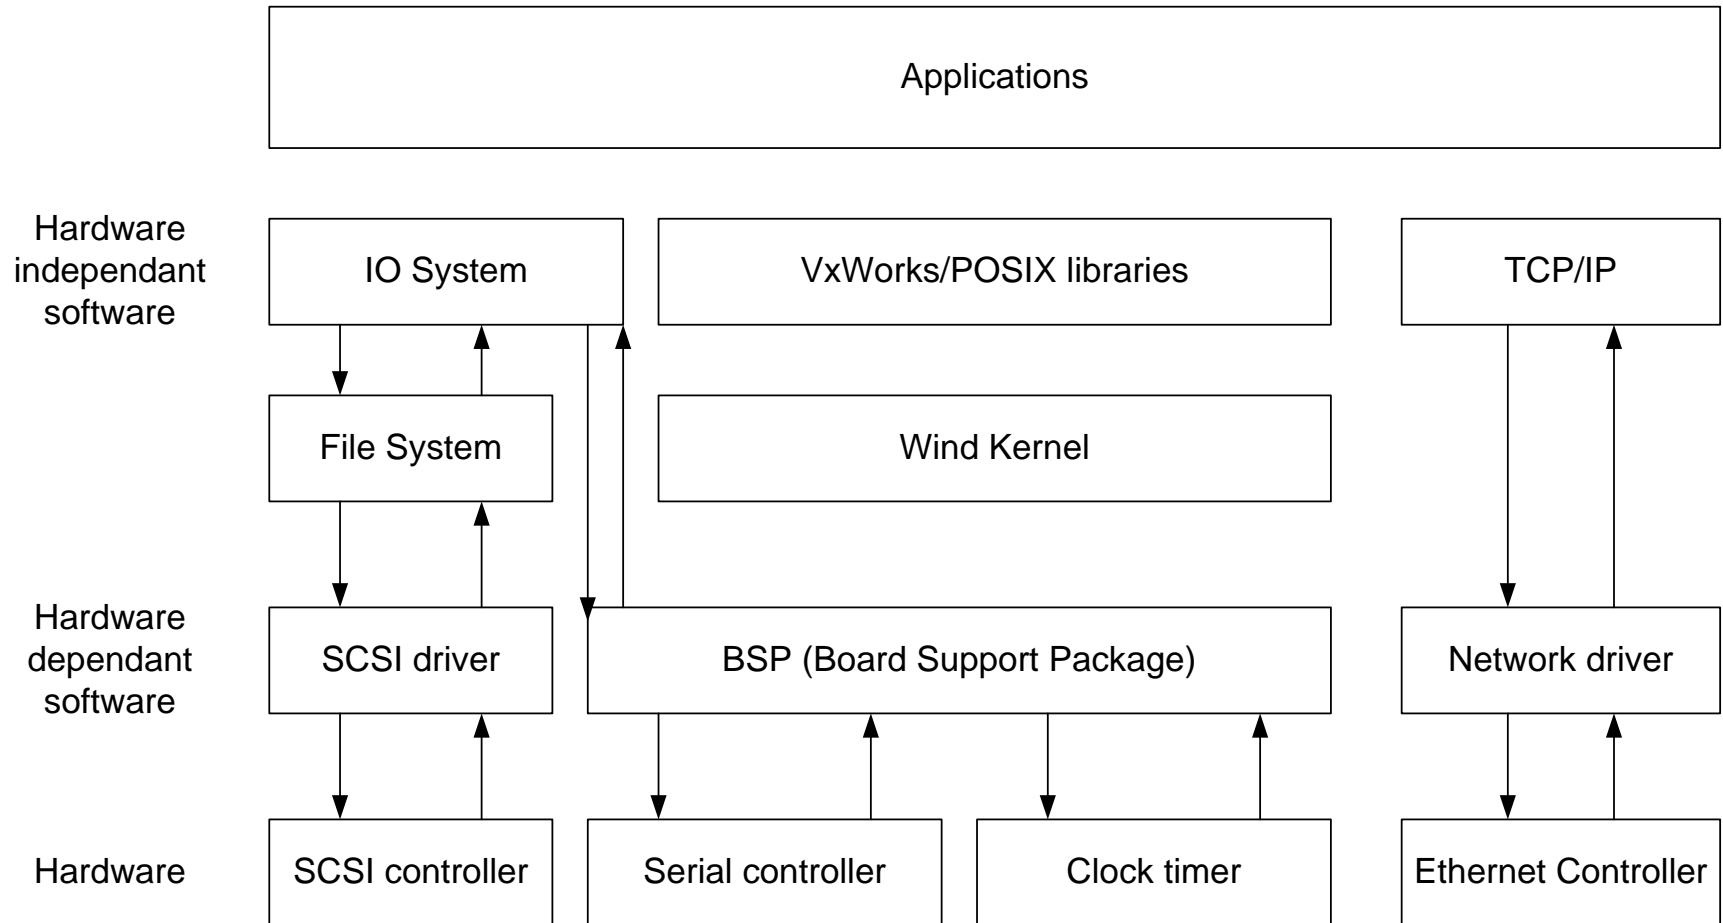 Applications
Hardware
independant
software
IO System
VxWorks/POSIX libraries
TCP/IP
File System
Wind Kernel
Hardware
dependant
software
SCSI driver
BSP (Board Support Package)
Network driver
Hardware
SCSI controller
Serial controller
Clock timer
Ethernet Controller